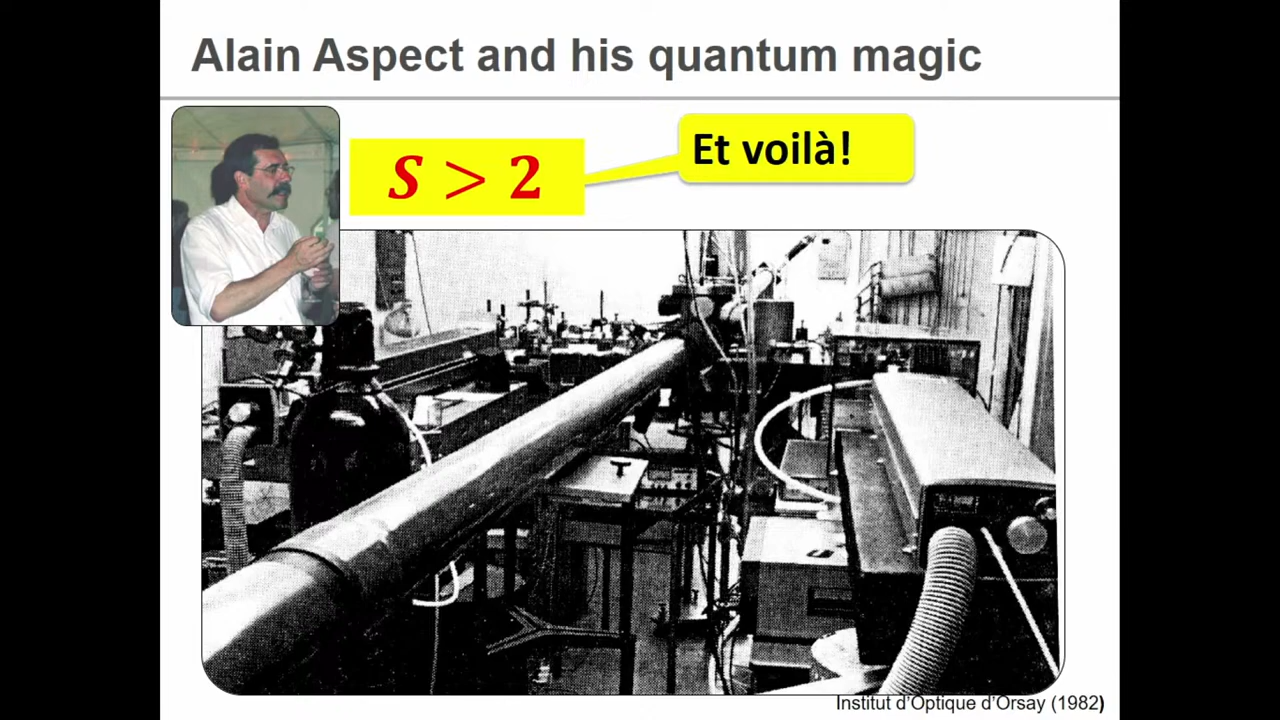 Alain Aspect and his quantum magic
S > 2
Et voilà!
Institut d'Optique d'Orsay (1982)